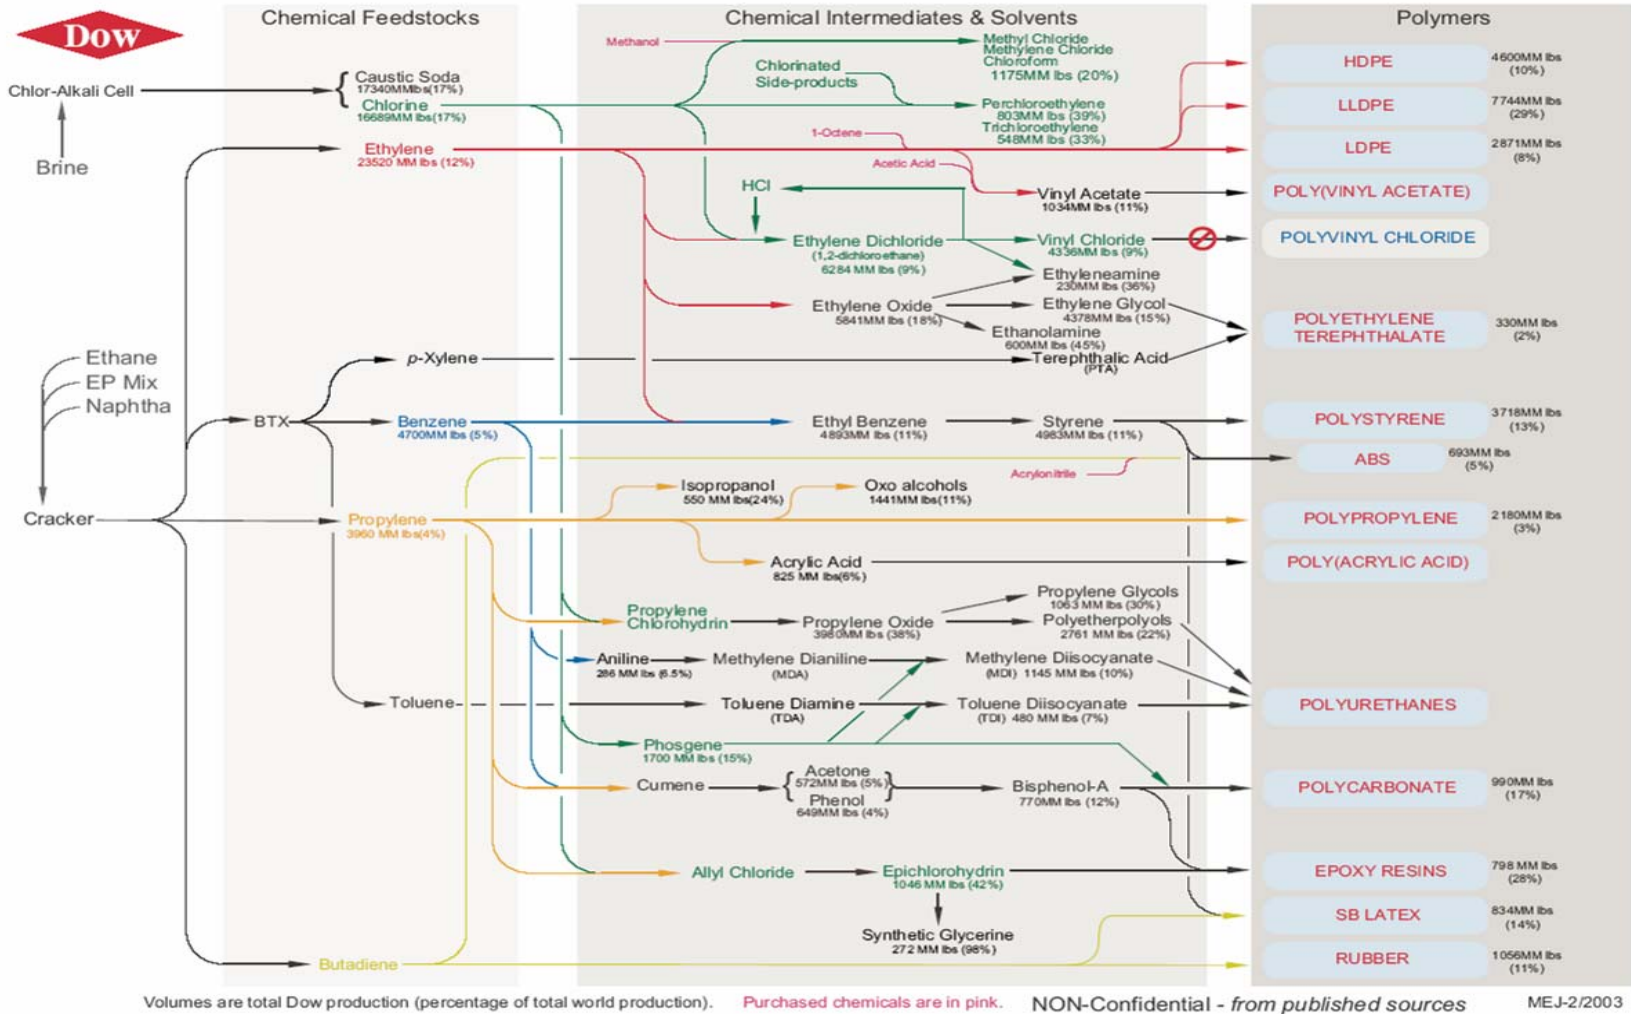 Dow
Chemical Feedstocks
Chemical Intermediates & Solvents
Polymers
Chlor-Alkali Cell
Brine
Caustic Soda
17340MMlbs(17%)
Chlorine
16689MM lbs(17%)
Ethylene
23520 MM lbs (12%)
Methanol
Methyl Chloride
Methylene Chloride
Chloroform
1175MM lbs (20%)
Chlorinated
Side-products
Perchloroethylene
803MM lbs (39%)
Trichloroethylene
548MM lbs (33%)
1-Octene
Acetic Acid
HCl
Vinyl Acetate
1034MM lbs (11%)
Ethylene Dichloride
(1,2-dichloroethane)
6284 MM lbs (9%)
Vinyl Chloride
4336MM lbs (9%)
Ethylene Oxide
5841MM lbs (18%)
Ethyleneamine
230MM lbs (36%)
Ethylene Glycol
4378MM lbs (15%)
Ethanolamine
600MM lbs (45%)
HDPE
4600MM lbs
(10%)
LLDPE
7744MM lbs
(29%)
LDPE
2871MM lbs
(8%)
POLY(VINYL ACETATE)
POLYVINYL CHLORIDE
POLYETHYLENE
TEREPHTHALATE
330MM lbs
(2%)
Ethane
EP Mix
Naphtha
Cracker
p-Xylene
Terephthalic Acid
(PTA)
BTX
Benzene
4700MM lbs (5%)
Ethyl Benzene
4893MM lbs (11%)
Styrene
4983MM lbs (11%)
POLYSTYRENE
3718MM lbs
(13%)
Acrylonitrile
ABS
693MM lbs
(5%)
Propylene
3960 MM lbs(4%)
Isopropanol
550 MM lbs(24%)
Oxo alcohols
1441MM lbs(11%)
POLYPROPYLENE
2180MM lbs
(3%)
Acrylic Acid
825 MM lbs(6%)
POLY(ACRYLIC ACID)
Propylene
Chlorohydrin
Propylene Oxide
3980MM lbs (38%)
Propylene Glycols
1063 MM lbs (30%)
Polyetherpolyols
2761 MM lbs (22%)
Aniline
286 MM lbs (6.5%)
Methylene Dianiline
(MDA)
Methylene Diisocyanate
(MDI) 1145 MM lbs (10%)
Toluene
Toluene Diamine
(TDA)
Toluene Diisocyanate
(TDI) 480 MM lbs (7%)
POLYURETHANES
Phosgene
1700 MM lbs (15%)
Cumene
Acetone
572MM lbs (5%)
Phenol
649MM lbs (4%)
Bisphenol-A
770MM lbs (12%)
POLYCARBONATE
990MM lbs
(17%)
Allyl Chloride
Epichlorohydrin
1046 MM lbs (42%)
EPOXY RESINS
798 MM lbs
(28%)
Synthetic Glycerine
272 MM lbs (98%)
SB LATEX
834MM lbs
(14%)
Butadiene
RUBBER
1056MM lbs
(11%)
Volumes are total Dow production (percentage of total world production). Purchased chemicals are in pink. NON-Confidential - from published sources MEJ-2/2003